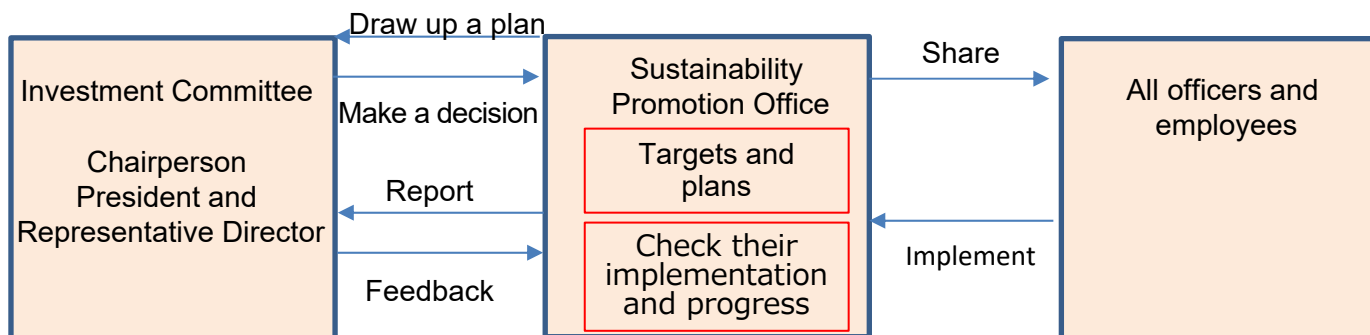 Draw up a plan
Investment Committee
Chairperson
President and
Representative Director
Make a decision
Report
Feedback
Sustainability
Promotion Office
Targets and
plans
Check their
implementation
and progress
Share
Implement
All officers and
employees